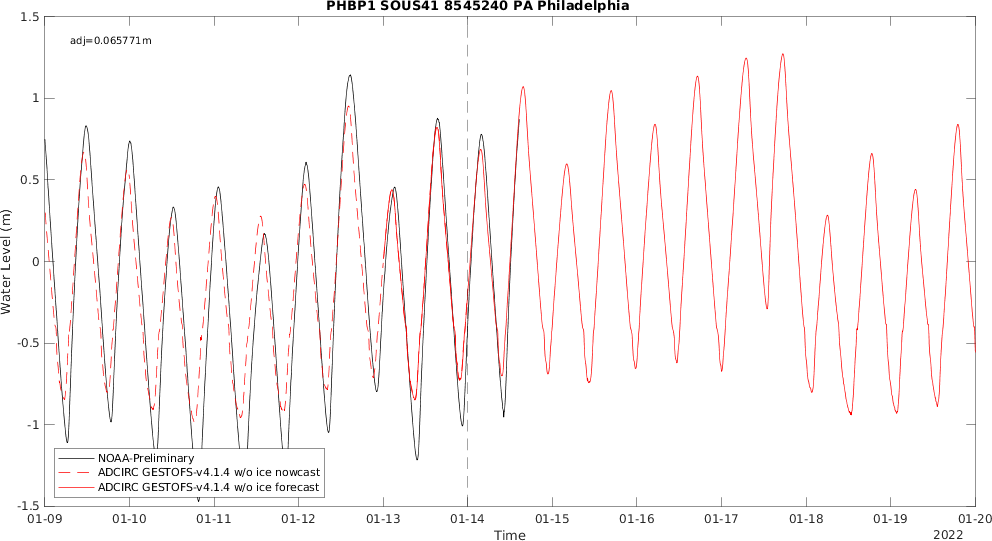 PHBP1 SOUS41 8545240 PA Philadelphia
adj=0.065771m
1.5
1
0.5
0
-0.5
-1
-1.5
Water Level (m)
NOAA-Preliminary
ADCIRC GESTOFS-v4.1.4 w/o ice nowcast
ADCIRC GESTOFS-v4.1.4 w/o ice forecast
01-09 01-10 01-11 01-12 01-13 01-14 01-15 01-16 01-17 01-18 01-19 01-20
Time
2022